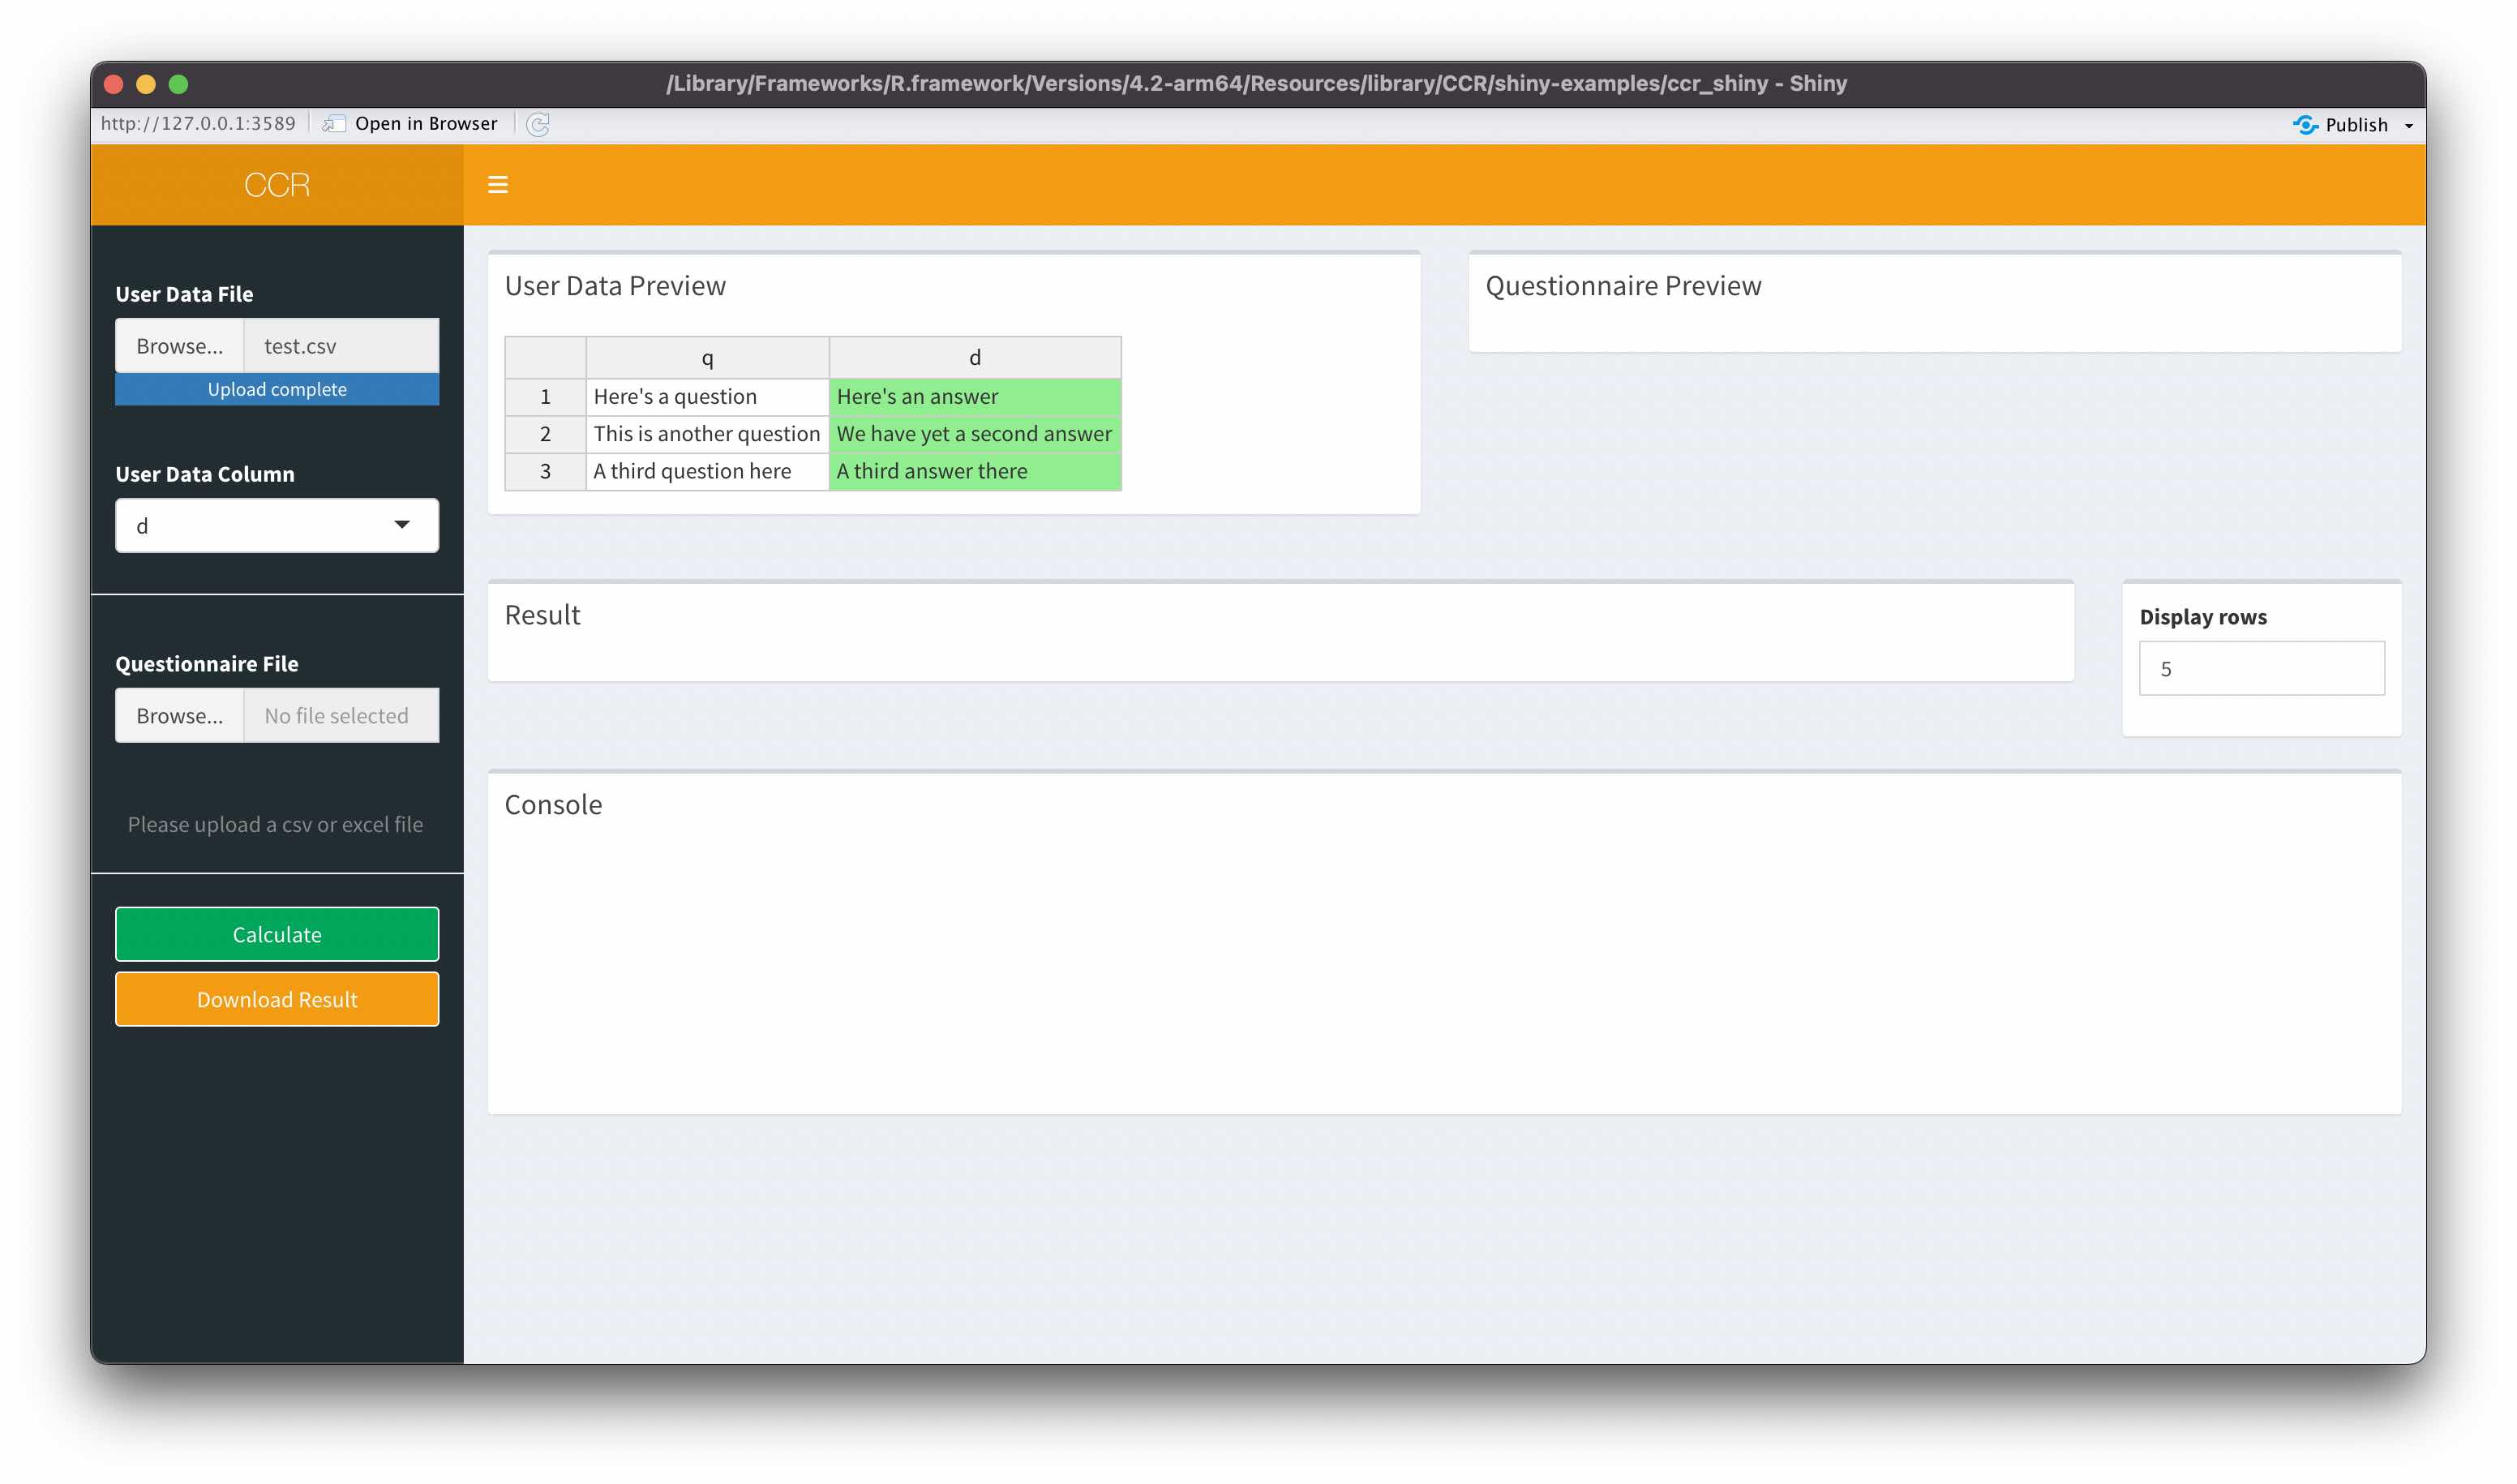 /Library/Frameworks/R.framework/Versions/4.2-arm64/Resources/library/CCR/shiny-examples/ccr_shiny - Shiny
http://127.0.0.1:3589 Open in Browser Publish
CCR
User Data File
Browse... test.csv
Upload complete
User Data Column
d
Questionnaire File
Browse... No file selected
Please upload a csv or excel file
Calculate
Download Result
User Data Preview
q d
1 Here's a question Here's an answer
2 This is another question We have yet a second answer
3 A third question here A third answer there
Questionnaire Preview
Result
Display rows
5
Console